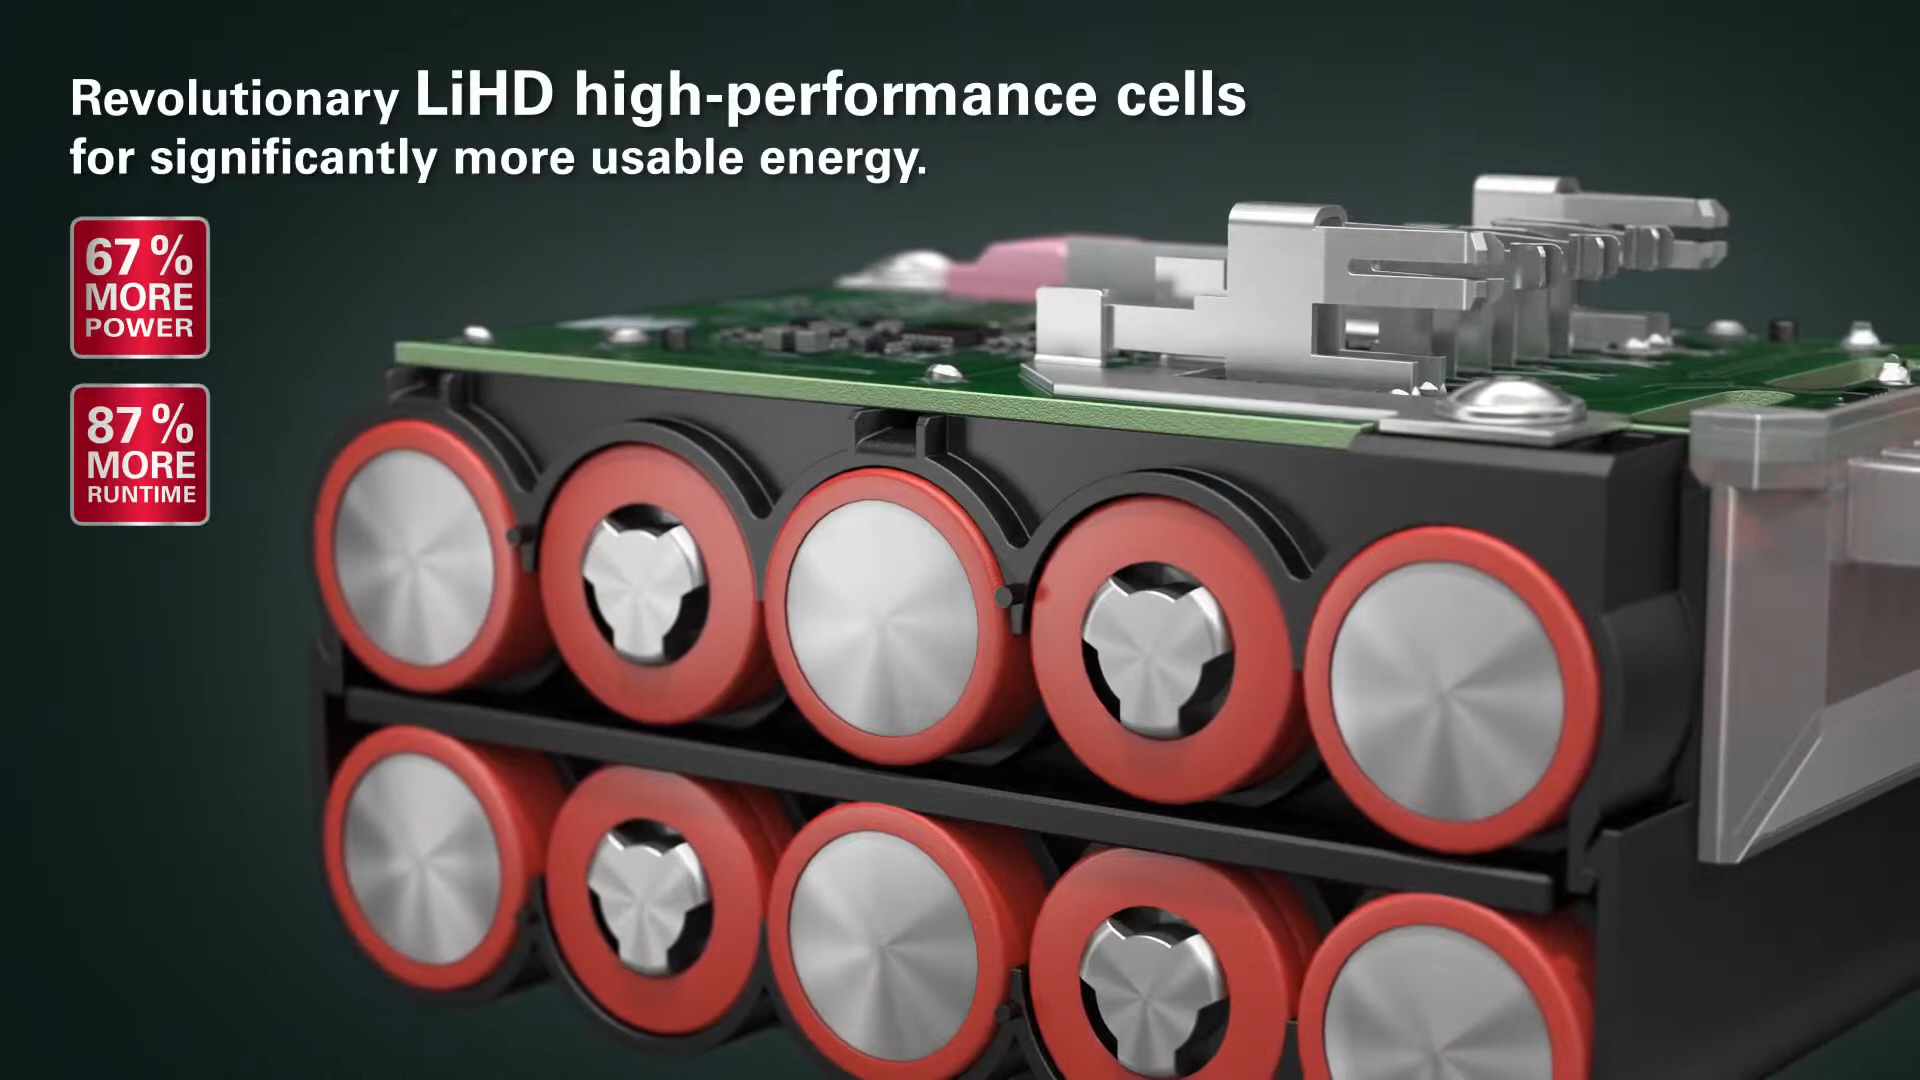 Revolutionary LiHD high-performance cells
for significantly more usable energy.
67 %
MORE
POWER
87 %
MORE
RUNTIME